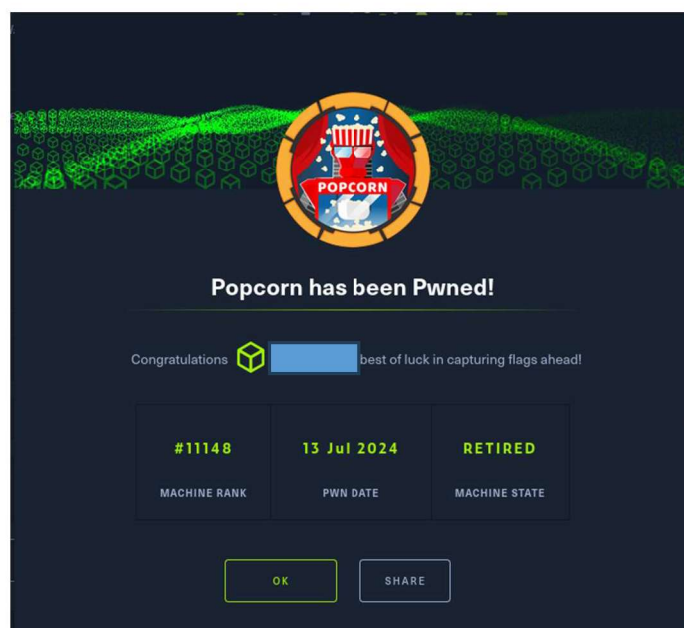 POPCORN
Popcorn has been Pwned!
Congratulations best of luck in capturing flags ahead!
#11148 13 Jul 2024 RETIRED
MACHINE RANK PWN DATE MACHINE STATE
OK SHARE